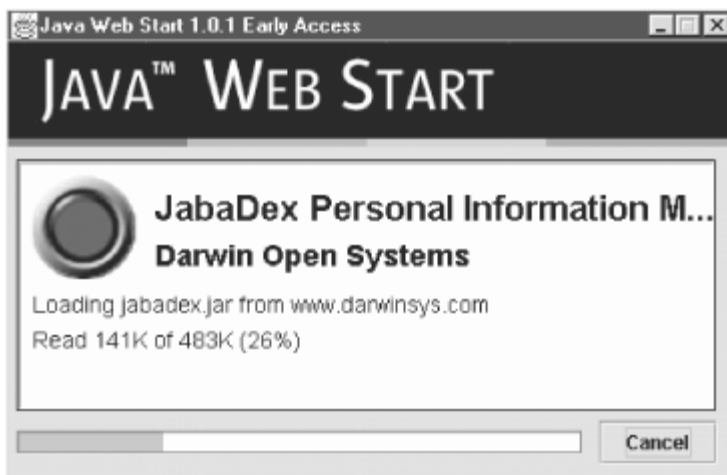 Java Web Start 1.0.1 Early Access
JAVA™ WEB START
JabaDex Personal Information M...
Darwin Open Systems
Loading jabadex.jar from www.darwinsys.com
Read 141K of 483K (26%)
Cancel